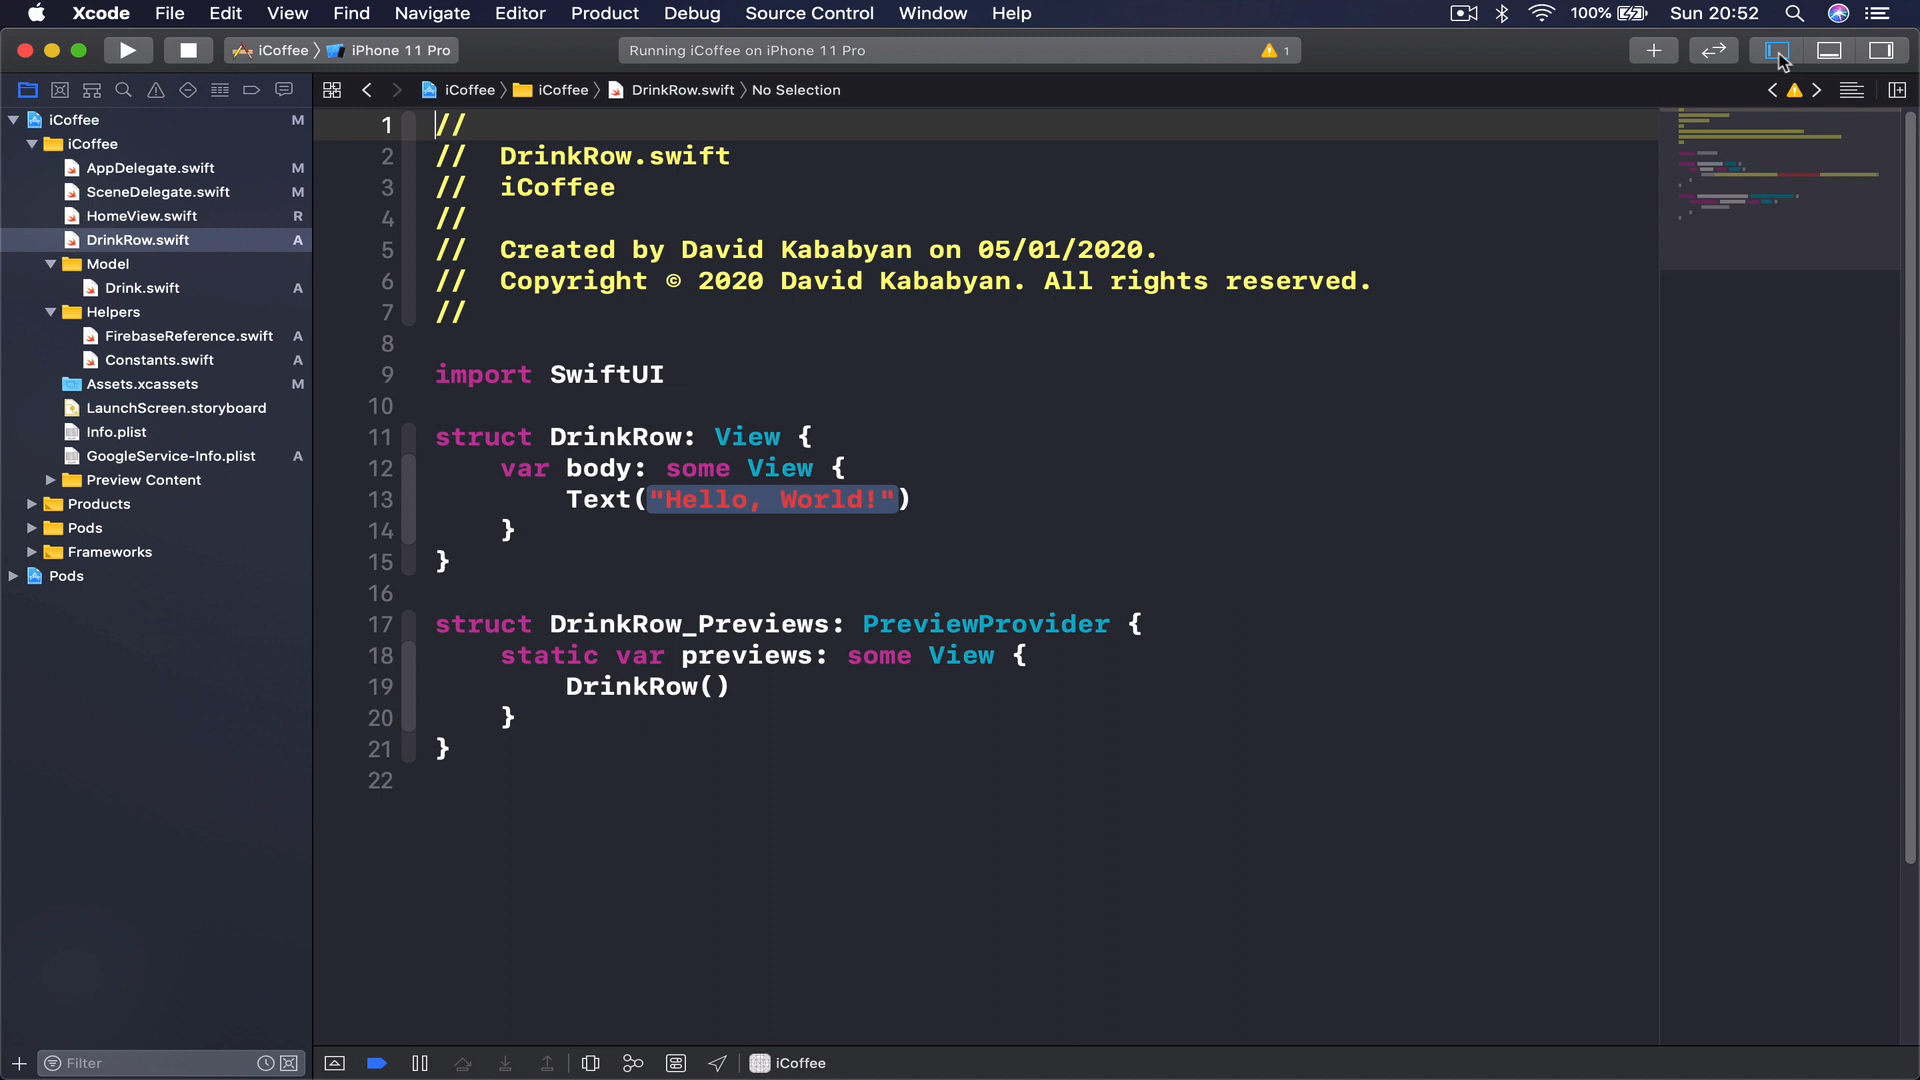 Xcode File Edit View Find Navigate Editor Product Debug Source Control Window Help 100% Sun 20:52
iCoffee iPhone 11 Pro Running iCoffee on iPhone 11 Pro 1
iCoffee iCoffee DrinkRow.swift No Selection
iCoffee M
iCoffee
AppDelegate.swift M
SceneDelegate.swift M
HomeView.swift R
DrinkRow.swift A
Model
Drink.swift A
Helpers
FirebaseReference.swift A
Constants.swift A
Assets.xcassets M
LaunchScreen.storyboard
Info.plist
GoogleService-Info.plist A
Preview Content
Products
Pods
Frameworks
Pods
Filter
1 //
2 // DrinkRow.swift
3 // iCoffee
4 //
5 // Created by David Kababyan on 05/01/2020.
6 // Copyright © 2020 David Kababyan. All rights reserved.
7 //
8
9 import SwiftUI
10
11 struct DrinkRow: View {
12 var body: some View {
13 Text("Hello, World!")
14 }
15 }
16
17 struct DrinkRow_Previews: PreviewProvider {
18 static var previews: some View {
19 DrinkRow()
20 }
21 }
22
iCoffee